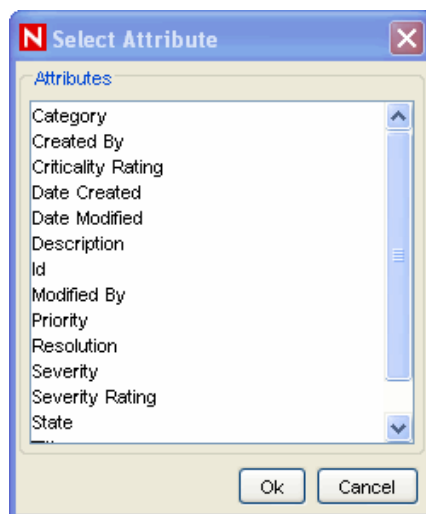 N Select Attribute
Attributes
Category
Created By
Criticality Rating
Date Created
Date Modified
Description
Id
Modified By
Priority
Resolution
Severity
Severity Rating
State
Ok Cancel